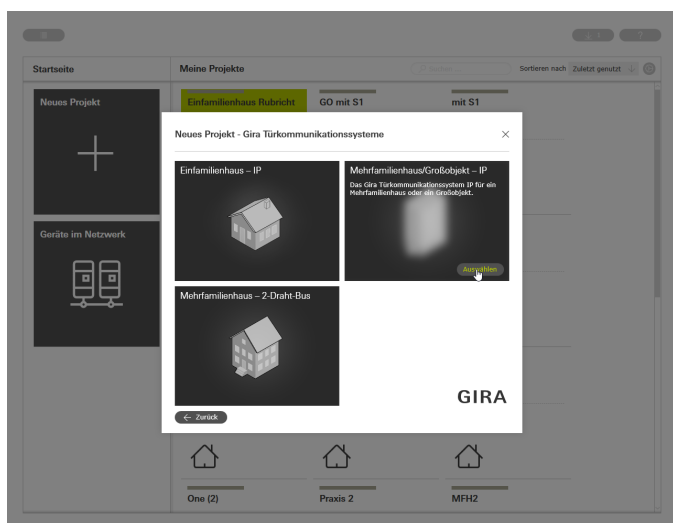 Startseite
Meine Projekte
Sortieren nach
Zuletzt genutzt
Neues Projekt
Einfamilienhaus Rubricht
GO mit S1
mit S1
Neues Projekt - Gira Türkommunikationssysteme
Einfamilienhaus – IP
Mehrfamilienhaus/Großobjekt – IP
Das Gira Türkommunikationssystem IP für ein
Mehrfamilienhaus oder ein Großobjekt.
Auswählen
Geräte im Netzwerk
Mehrfamilienhaus – 2-Draht-Bus
GIRA
Zurück
One (2)
Praxis 2
MFH2